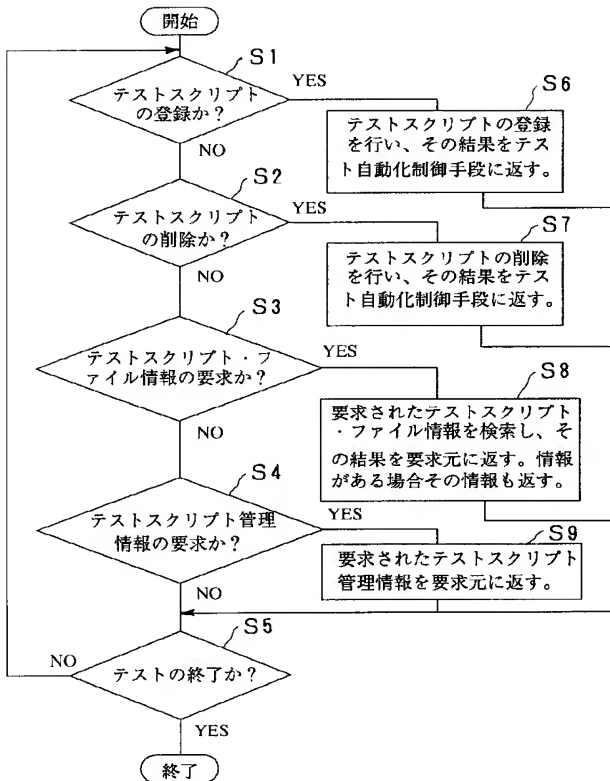 開始
S1
テストスクリプト
の登録か？
YES
NO
S6
テストスクリプトの登録
を行い、その結果をテス
ト自動化制御手段に返す。
S2
テストスクリプト
の削除か？
YES
NO
S7
テストスクリプトの削除
を行い、その結果をテス
ト自動化制御手段に返す。
S3
テストスクリプト・フ
ァイル情報の要求か？
YES
NO
S8
要求されたテストスクリプト
・ファイル情報を検索し、そ
の結果を要求元に返す。情報
がある場合その情報も返す。
S4
テストスクリプト管理
情報の要求か？
YES
NO
S9
要求されたテストスクリプト
管理情報を要求元に返す。
S5
テストの終了か？
NO
YES
終了